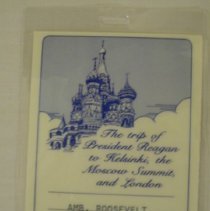 The trip of
President Reagan
to Helsinki, the
Moscow Summit,
and London
AMB. ROOSEVELT